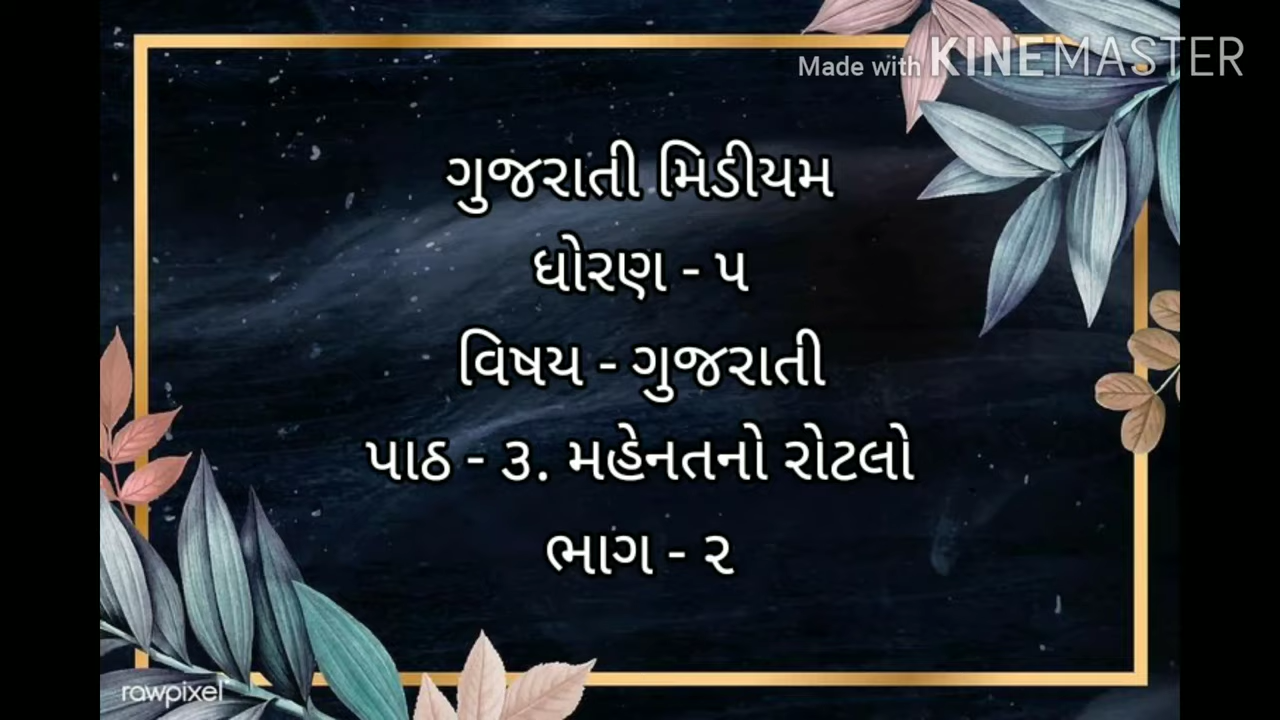 Made with KINEMASTER
ગુજરાતી મિડીયમ
ધોરણ - ૫
વિષય - ગુજરાતી
પાઠ - ૩. મહેનતનો રોટલો
ભાગ - ૨
rawpixel